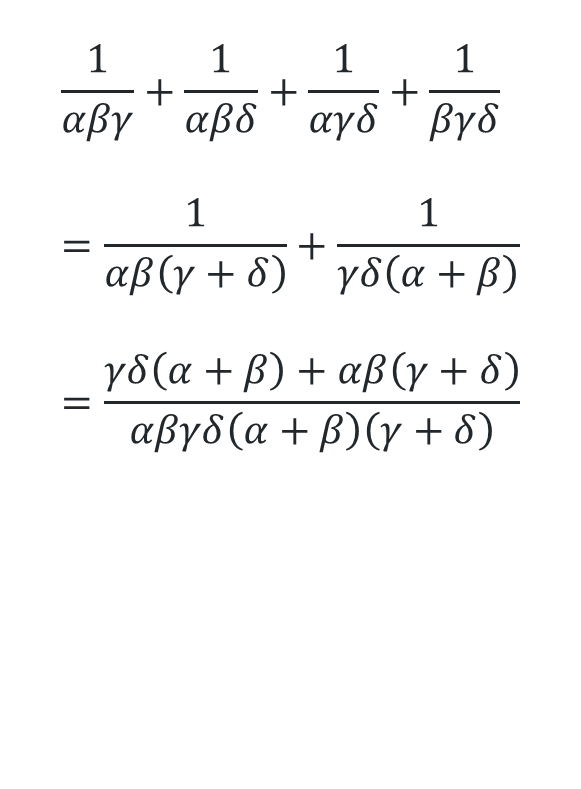 1/αβγ + 1/αβδ + 1/αγδ + 1/βγδ
= 1/αβ(γ + δ) + 1/γδ(α + β)
= γδ(α + β) + αβ(γ + δ)/αβγδ(α + β)(γ + δ)